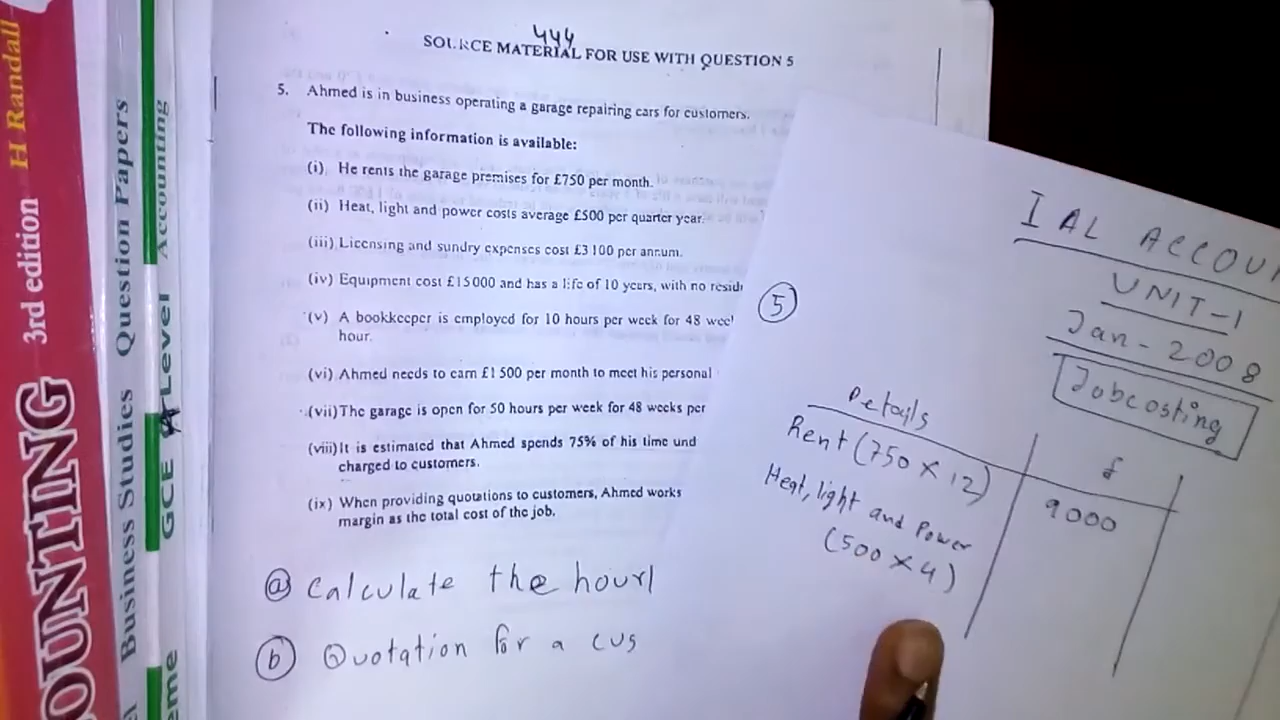 H Randall
3rd edition
OUNTING
Question Papers
Business Studies
Accounting
GCE A Level
eme
444
SOURCE MATERIAL FOR USE WITH QUESTION 5
5. Ahmed is in business operating a garage repairing cars for customers.
The following information is available:
(i) He rents the garage premises for £750 per month.
(ii) Heat, light and power costs average £500 per quarter year.
(iii) Licensing and sundry expenses cost £3 100 per annum.
(iv) Equipment cost £15 000 and has a life of 10 years, with no resid
(v) A bookkeeper is employed for 10 hours per week for 48 wee
hour.
(vi) Ahmed needs to earn £1 500 per month to meet his personal
(vii) The garage is open for 50 hours per week for 48 weeks per
(viii) It is estimated that Ahmed spends 75% of his time und
charged to customers.
(ix) When providing quotations to customers, Ahmed works
margin as the total cost of the job.
(a) Calculate the hourl
(b) Quotation for a cus
IAL ACCOU
UNIT-1
Jan-2008
Jobcosting
(5)
Details £
Rent (750 × 12) 9000
Heat, light and Power
(500 × 4)